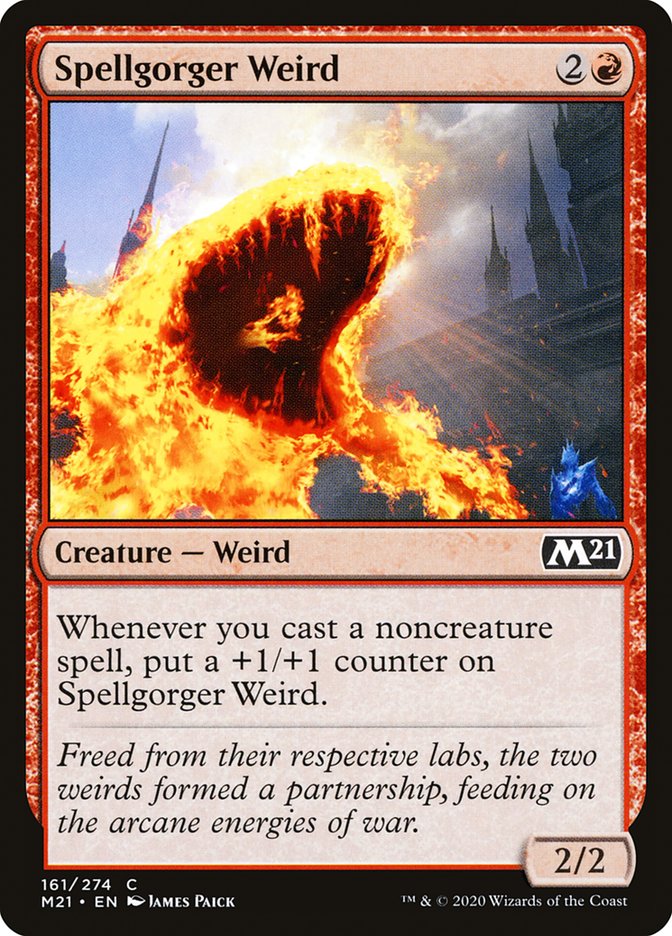 Spellgorger Weird 2
Creature — Weird M21
Whenever you cast a noncreature
spell, put a +1/+1 counter on
Spellgorger Weird.
Freed from their respective labs, the two
weirds formed a partnership, feeding on
the arcane energies of war.
2/2
161/274 C
M21 • EN James Paick ™ & © 2020 Wizards of the Coast